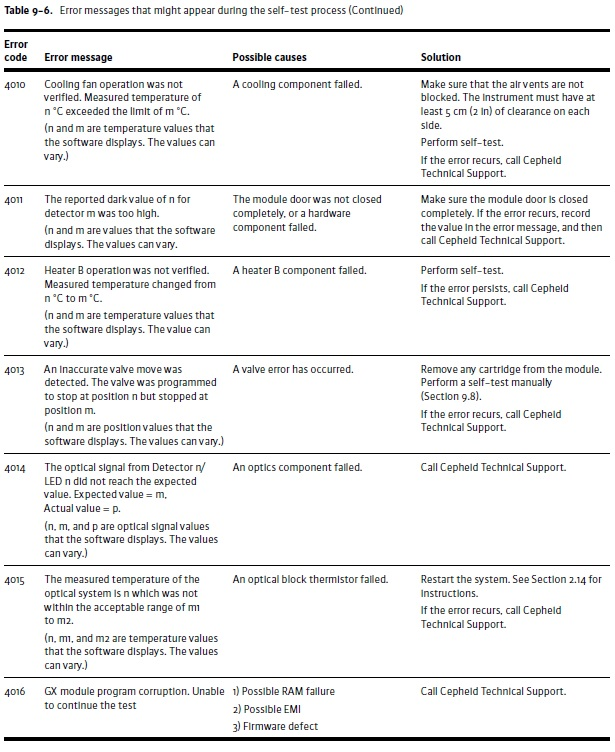 Table 9-6. Error messages that might appear during the self-test process (Continued)
Error code Error message Possible causes Solution
4010
Cooling fan operation was not
verified. Measured temperature of
n °C exceeded the limit of m °C.
(n and m are temperature values that
the software displays. The values can
vary.)
A cooling component failed.
Make sure that the air vents are not
blocked. The instrument must have at
least 5 cm (2 in) of clearance on each
side.
Perform self-test.
If the error recurs, call Cepheid
Technical Support.
4011
The reported dark value of n for
detector m was too high.
(n and m are values that the software
displays. The values can vary.
The module door was not closed
completely, or a hardware
component failed.
Make sure the module door is closed
completely. If the error recurs, record
the value in the error message, and then
call Cepheid Technical Support.
4012
Heater B operation was not verified.
Measured temperature changed from
n °C to m °C.
(n and m are temperature values that
the software displays. The value can
vary.)
A heater B component failed.
Perform self-test.
If the error persists, call Cepheid
Technical Support.
4013
An inaccurate valve move was
detected. The valve was programmed
to stop at position n but stopped at
position m.
(n and m are position values that the
software displays. The values can vary.)
A valve error has occurred.
Remove any cartridge from the module.
Perform a self-test manually
(Section 9.8).
If the error recurs, call Cepheid
Technical Support.
4014
The optical signal from Detector n/
LED n did not reach the expected
value. Expected value = m,
Actual value = p.
(n, m, and p are optical signal values
that the software displays. The values
can vary.)
An optics component failed.
Call Cepheid Technical Support.
4015
The measured temperature of the
optical system is n which was not
within the acceptable range of m1
to m2.
(n, m1, and m2 are temperature values
that the software displays. The values
can vary.)
An optical block thermistor failed.
Restart the system. See Section 2.14 for
instructions.
If the error recurs, call Cepheid
Technical Support.
4016
GX module program corruption. Unable
to continue the test
1) Possible RAM failure
2) Possible EMI
3) Firmware defect
Call Cepheid Technical Support.